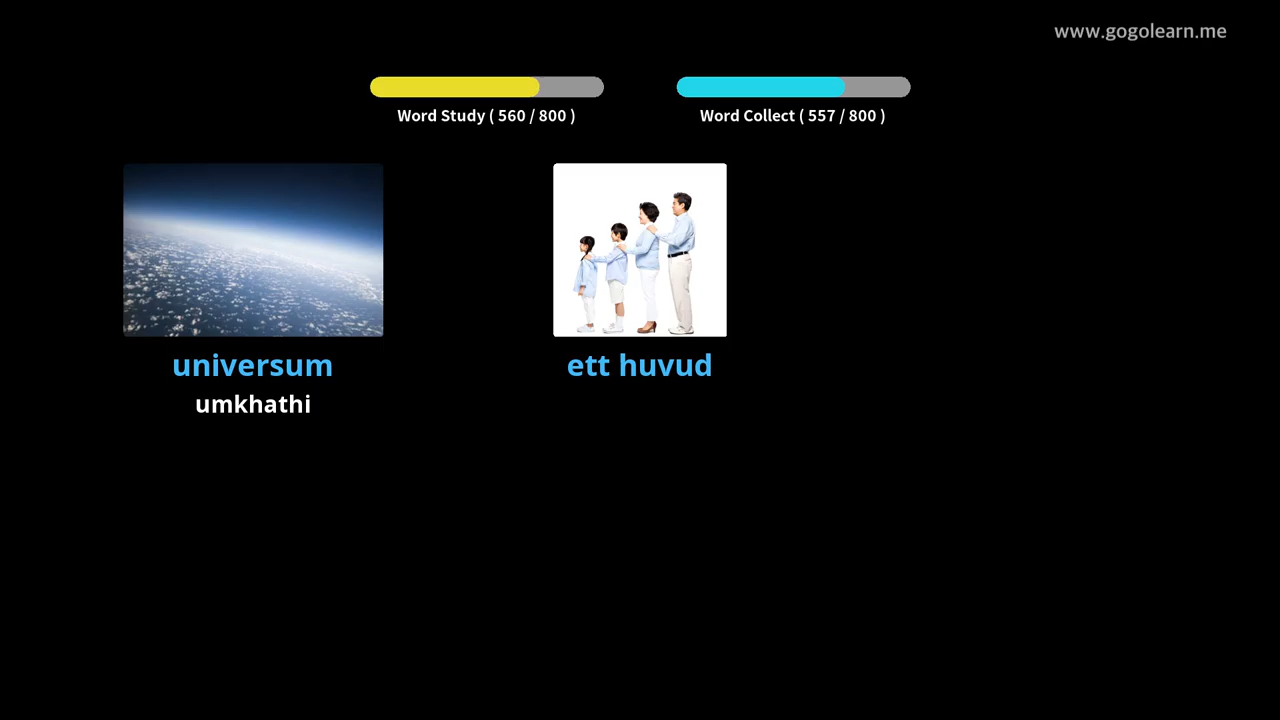 www.gogolearn.me
Word Study ( 560 / 800 )
Word Collect ( 557 / 800 )
universum
umkhathi
ett huvud